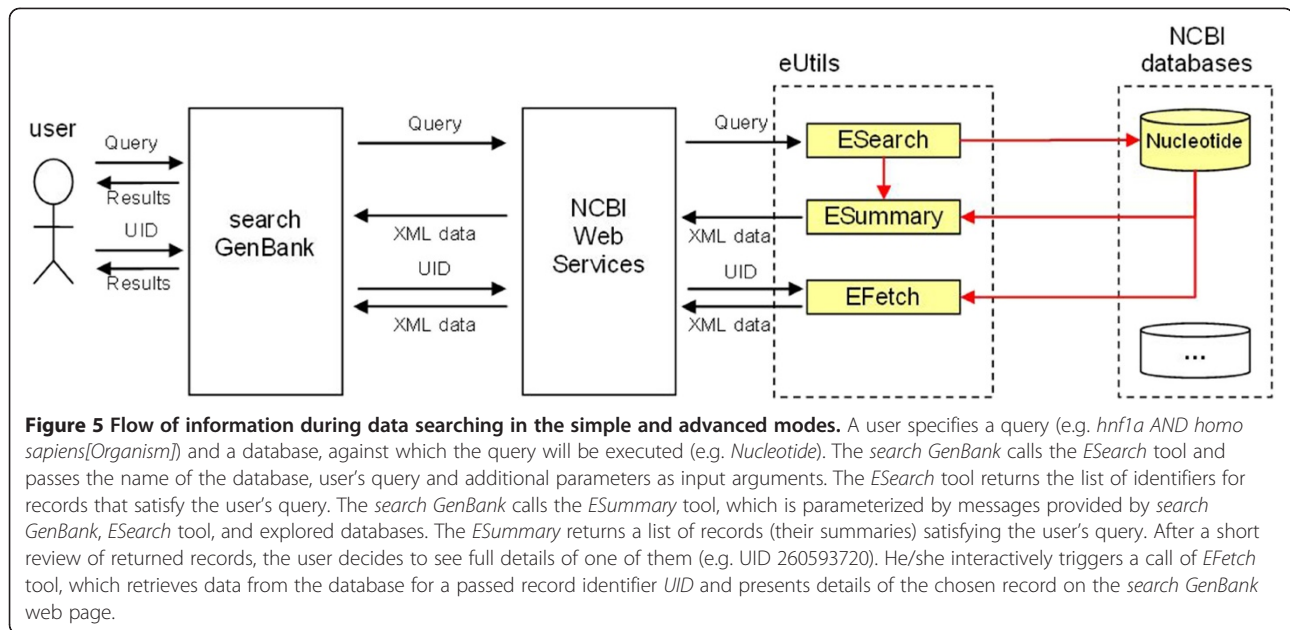 NCBI
databases
eUtils
user
Query
Results
UID
Results
search
GenBank
Query
XML data
UID
XML data
NCBI
Web
Services
Query
XML data
UID
XML data
ESearch
ESummary
EFetch
Nucleotide
...
Figure 5 Flow of information during data searching in the simple and advanced modes. A user specifies a query (e.g. hnf1a AND homo
sapiens[Organism]) and a database, against which the query will be executed (e.g. Nucleotide). The search GenBank calls the ESearch tool and
passes the name of the database, user's query and additional parameters as input arguments. The ESearch tool returns the list of identifiers for
records that satisfy the user's query. The search GenBank calls the ESummary tool, which is parameterized by messages provided by search
GenBank, ESearch tool, and explored databases. The ESummary returns a list of records (their summaries) satisfying the user's query. After a short
review of returned records, the user decides to see full details of one of them (e.g. UID 260593720). He/she interactively triggers a call of EFetch
tool, which retrieves data from the database for a passed record identifier UID and presents details of the chosen record on the search GenBank
web page.